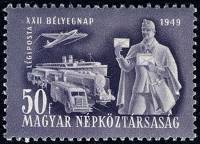 XXII BÉLYEGNAP 1949
LÉGIPOSTA
50f
MAGYAR NÉPKÖZTÁRSASÁG